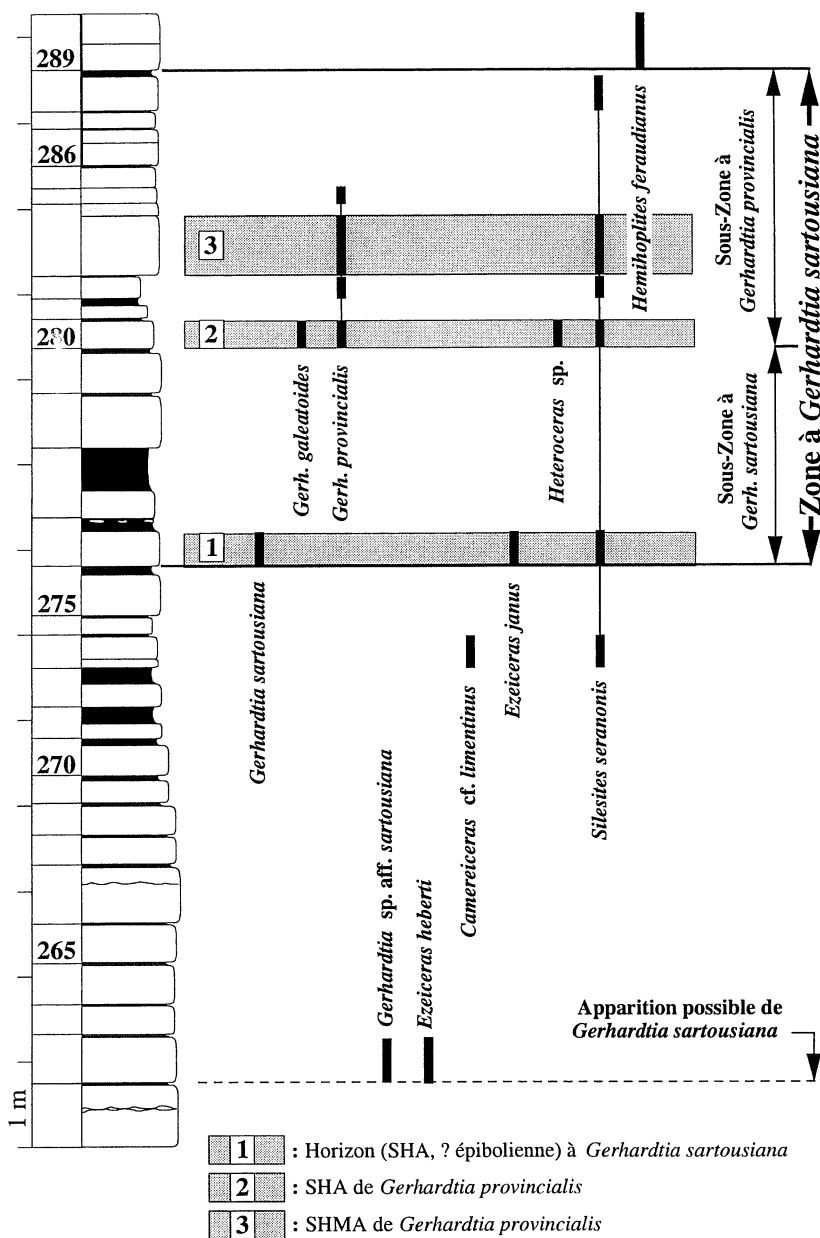 289
286
280
275
270
265
1 m
3
2
1
Gerh. galeatoides
Gerh. provincialis
Heteroceras sp.
Hemihoplites feraudianus
Gerhardtia sartousiana
Ezeiceras janus
Camereiceras cf. limentinus
Silesites seranonis
Gerhardtia sp. aff. sartousiana
Ezeiceras heberti
Sous-Zone à
Gerhardtia provincialis
Sous-Zone à
Gerh. sartousiana
Zone à Gerhardtia sartousiana
Apparition possible de
Gerhardtia sartousiana
1 : Horizon (SHA, ? épibolienne) à Gerhardtia sartousiana
2 : SHA de Gerhardtia provincialis
3 : SHMA de Gerhardtia provincialis